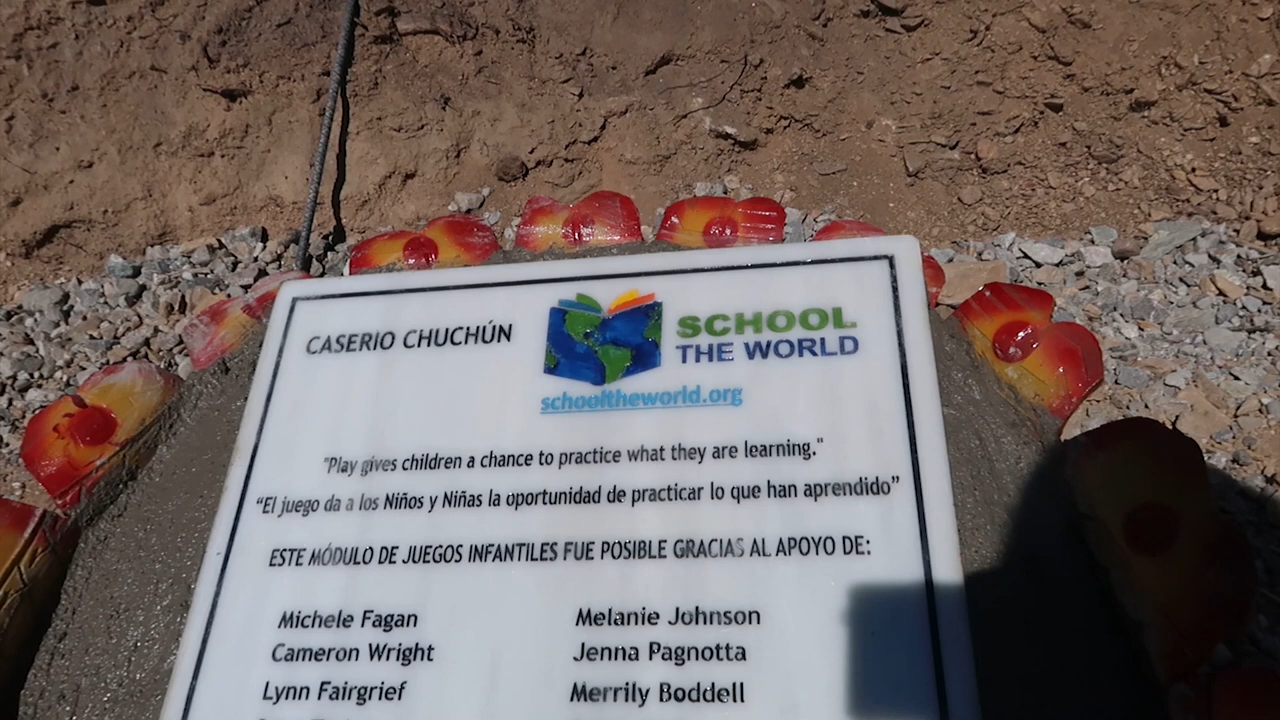 CASERIO CHUCHÚN
SCHOOL
THE WORLD
schooltheworld.org
"Play gives children a chance to practice what they are learning."
“El juego da a los Niños y Niñas la oportunidad de practicar lo que han aprendido”
ESTE MÓDULO DE JUEGOS INFANTILES FUE POSIBLE GRACIAS AL APOYO DE:
Michele Fagan Melanie Johnson
Cameron Wright Jenna Pagnotta
Lynn Fairgrief Merrily Boddell